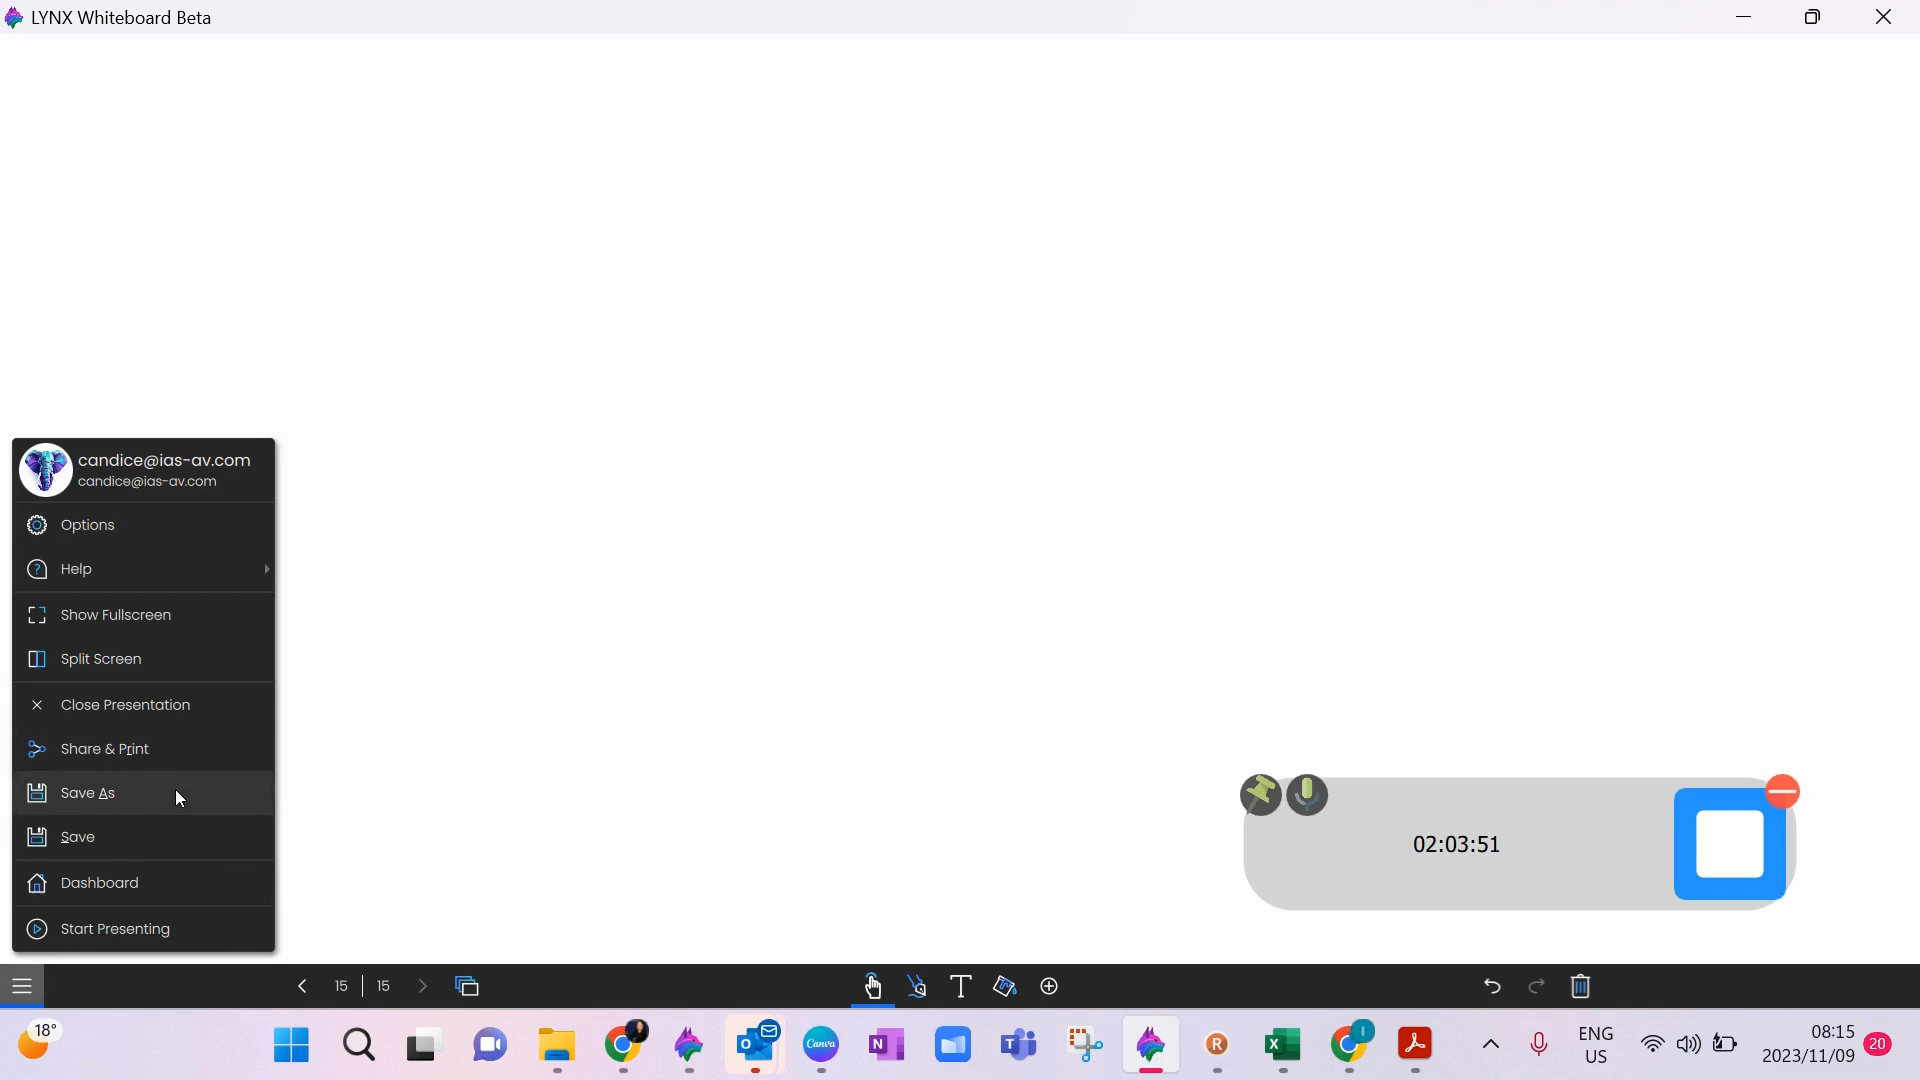 LYNX Whiteboard Beta
candice@ias-av.com
candice@ias-av.com
Options
Help
Show Fullscreen
Split Screen
Close Presentation
Share & Print
Save As
Save
Dashboard
Start Presenting
02:03:51
15 15
T
18°
Canva
N
T
R
X
I
ENG
US
08:15
2023/11/09
20